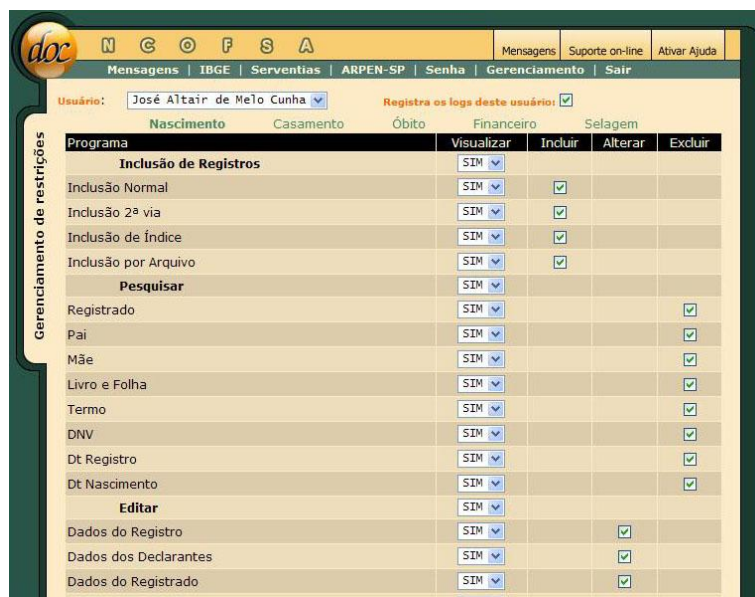 doc N C O F S A Mensagens Suporte on-line Ativar Ajuda
Mensagens | IBGE | Serventias | ARPEN-SP | Senha | Gerenciamento | Sair
Usuário: José Altair de Melo Cunha Registra os logs deste usuário:
Nascimento Casamento Óbito Financeiro Selagem
Gerenciamento de restrições
Programa Visualizar Incluir Alterar Excluir
Inclusão de Registros SIM
Inclusão Normal SIM
Inclusão 2ª via SIM
Inclusão de Índice SIM
Inclusão por Arquivo SIM
Pesquisar SIM
Registrado SIM
Pai SIM
Mãe SIM
Livro e Folha SIM
Termo SIM
DNV SIM
Dt Registro SIM
Dt Nascimento SIM
Editar SIM
Dados do Registro SIM
Dados dos Declarantes SIM
Dados do Registrado SIM